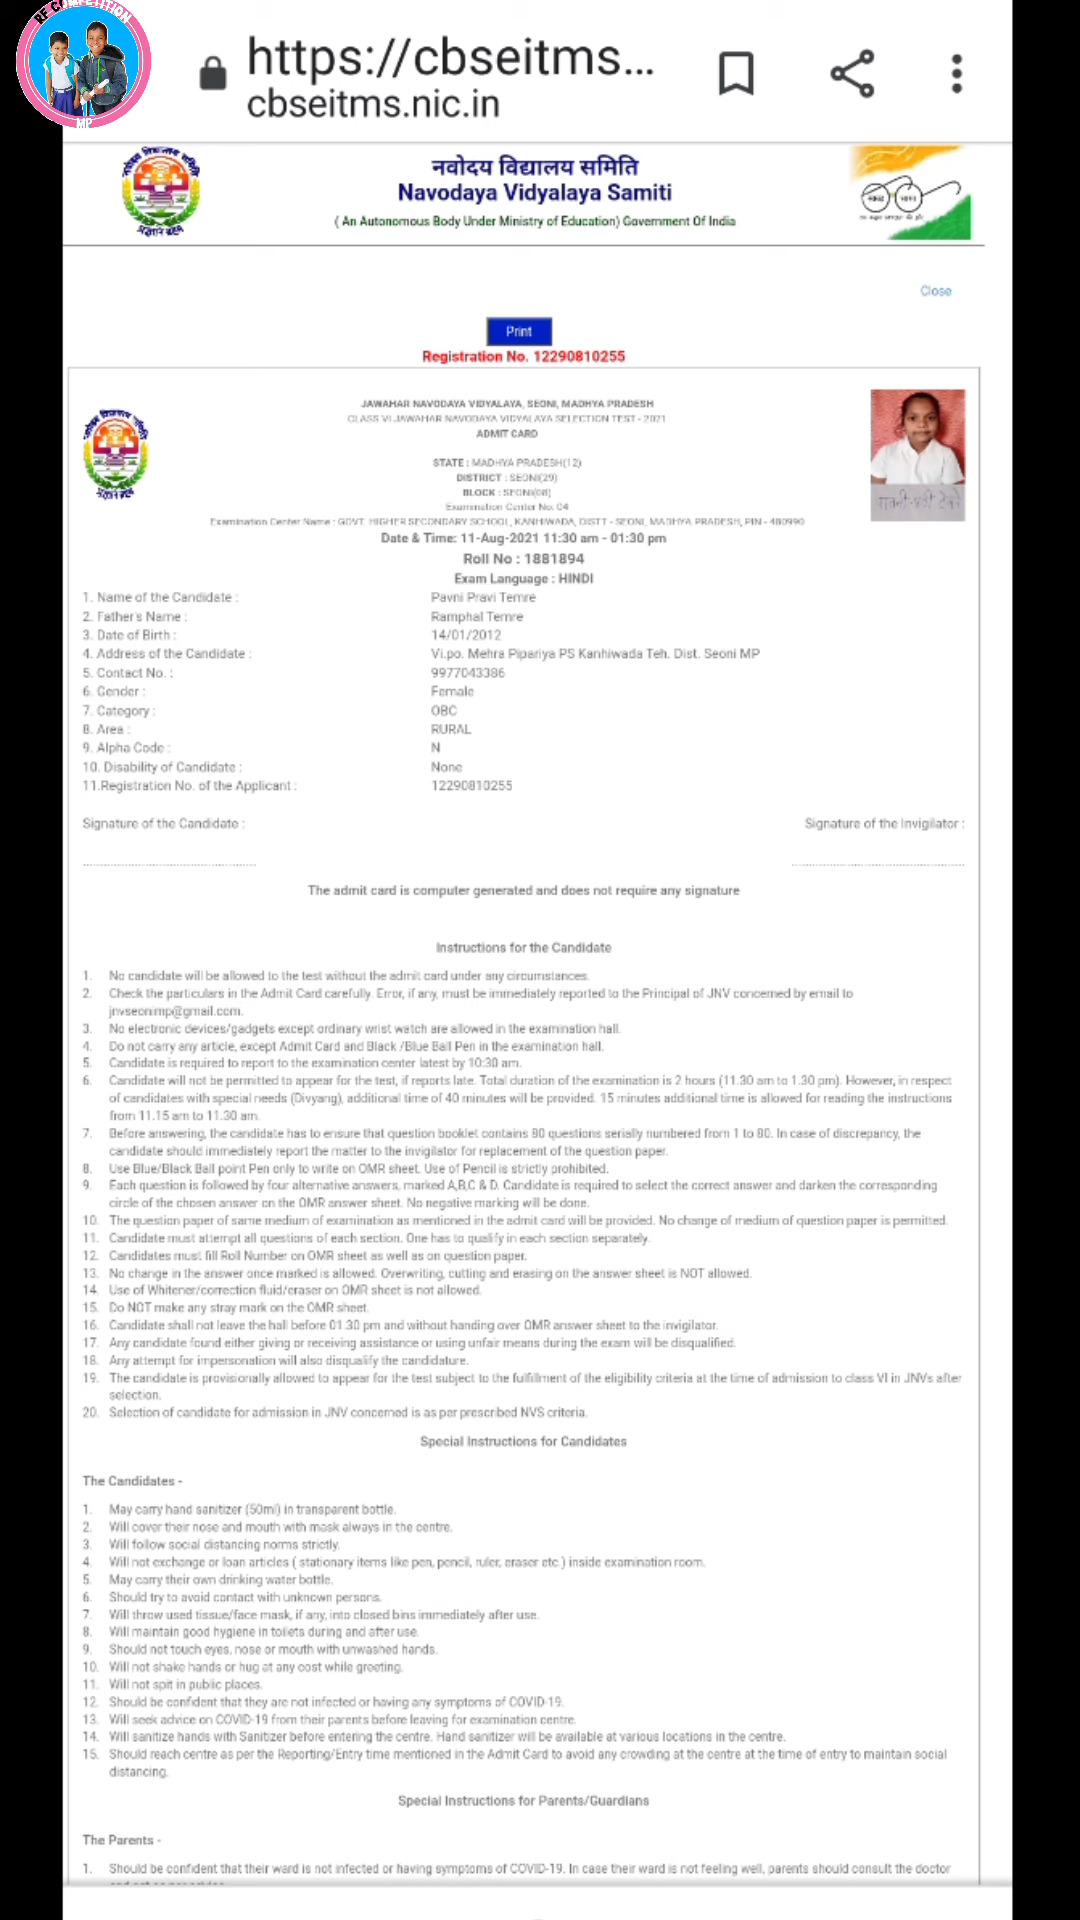 RF COMPETITION
MP
https://cbseitms...
cbseitms.nic.in
नवोदय विद्यालय समिति
Navodaya Vidyalaya Samiti
( An Autonomous Body Under Ministry of Education) Government Of India
Close
Print
Registration No. 12290810255
JAWAHAR NAVODAYA VIDYALAYA, SEONI, MADHYA PRADESH
CLASS VI JAWAHAR NAVODAYA VIDYALAYA SELECTION TEST - 2021
ADMIT CARD
STATE : MADHYA PRADESH(12)
DISTRICT : SEONI(29)
BLOCK : SEONI(08)
Examination Center No: 04
Examination Center Name : GOVT. HIGHER SECONDARY SCHOOL, KANHIWADA, DISTT - SEONI, MADHYA PRADESH, PIN - 480990
Date & Time: 11-Aug-2021 11:30 am - 01:30 pm
Roll No : 1881894
Exam Language : HINDI
1. Name of the Candidate : Pavni Pravi Temre
2. Father's Name : Ramphal Temre
3. Date of Birth : 14/01/2012
4. Address of the Candidate : Vi.po. Mehra Pipariya PS Kanhiwada Teh. Dist. Seoni MP
5. Contact No. : 9977043386
6. Gender : Female
7. Category : OBC
8. Area : RURAL
9. Alpha Code : N
10. Disability of Candidate : None
11.Registration No. of the Applicant : 12290810255
Signature of the Candidate : Signature of the Invigilator :
The admit card is computer generated and does not require any signature
Instructions for the Candidate
1. No candidate will be allowed to the test without the admit card under any circumstances.
2. Check the particulars in the Admit Card carefully. Error, if any, must be immediately reported to the Principal of JNV concerned by email to
jnvseonimp@gmail.com.
3. No electronic devices/gadgets except ordinary wrist watch are allowed in the examination hall.
4. Do not carry any article, except Admit Card and Black /Blue Ball Pen in the examination hall.
5. Candidate is required to report to the examination center latest by 10:30 am.
6. Candidate will not be permitted to appear for the test, if reports late. Total duration of the examination is 2 hours (11.30 am to 1.30 pm). However, in respect
of candidates with special needs (Divyang), additional time of 40 minutes will be provided. 15 minutes additional time is allowed for reading the instructions
from 11.15 am to 11.30 am.
7. Before answering, the candidate has to ensure that question booklet contains 80 questions serially numbered from 1 to 80. In case of discrepancy, the
candidate should immediately report the matter to the invigilator for replacement of the question paper.
8. Use Blue/Black Ball point Pen only to write on OMR sheet. Use of Pencil is strictly prohibited.
9. Each question is followed by four alternative answers, marked A,B,C & D. Candidate is required to select the correct answer and darken the corresponding
circle of the chosen answer on the OMR answer sheet. No negative marking will be done.
10. The question paper of same medium of examination as mentioned in the admit card will be provided. No change of medium of question paper is permitted.
11. Candidate must attempt all questions of each section. One has to qualify in each section separately.
12. Candidates must fill Roll Number on OMR sheet as well as on question paper.
13. No change in the answer once marked is allowed. Overwriting, cutting and erasing on the answer sheet is NOT allowed.
14. Use of Whitener/correction fluid/eraser on OMR sheet is not allowed.
15. Do NOT make any stray mark on the OMR sheet.
16. Candidate shall not leave the hall before 01.30 pm and without handing over OMR answer sheet to the invigilator.
17. Any candidate found either giving or receiving assistance or using unfair means during the exam will be disqualified.
18. Any attempt for impersonation will also disqualify the candidature.
19. The candidate is provisionally allowed to appear for the test subject to the fulfillment of the eligibility criteria at the time of admission to class VI in JNVs after
selection.
20. Selection of candidate for admission in JNV concerned is as per prescribed NVS criteria.
Special Instructions for Candidates
The Candidates -
1. May carry hand sanitizer (50ml) in transparent bottle.
2. Will cover their nose and mouth with mask always in the centre.
3. Will follow social distancing norms strictly.
4. Will not exchange or loan articles ( stationary items like pen, pencil, ruler, eraser etc.) inside examination room.
5. May carry their own drinking water bottle.
6. Should try to avoid contact with unknown persons.
7. Will throw used tissue/face mask, if any, into closed bins immediately after use.
8. Will maintain good hygiene in toilets during and after use.
9. Should not touch eyes, nose or mouth with unwashed hands.
10. Will not shake hands or hug at any cost while greeting.
11. Will not spit in public places.
12. Should be confident that they are not infected or having any symptoms of COVID-19.
13. Will seek advice on COVID-19 from their parents before leaving for examination centre.
14. Will sanitize hands with Sanitizer before entering the centre. Hand sanitizer will be available at various locations in the centre.
15. Should reach centre as per the Reporting/Entry time mentioned in the Admit Card to avoid any crowding at the centre at the time of entry to maintain social
distancing.
Special Instructions for Parents/Guardians
The Parents -
1. Should be confident that their ward is not infected or having symptoms of COVID-19. In case their ward is not feeling well, parents should consult the doctor